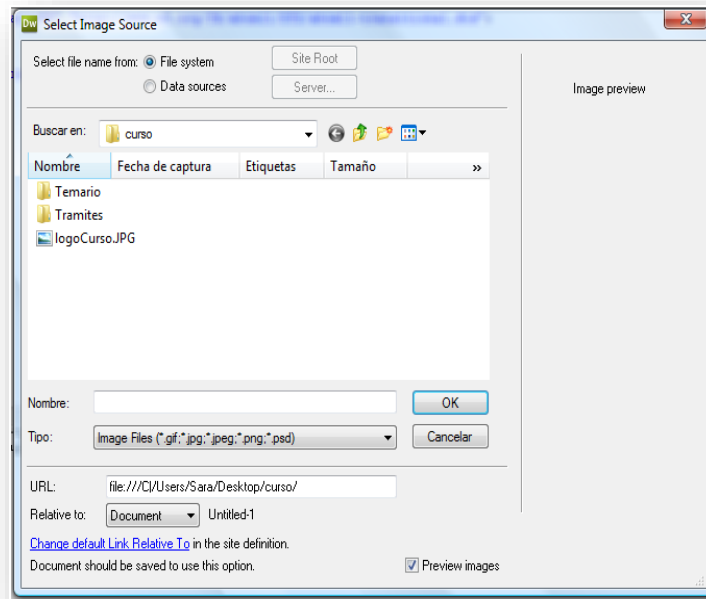 Dw Select Image Source
Select file name from: File system Site Root
Data sources Server...
Image preview
Buscar en: curso
Nombre Fecha de captura Etiquetas Tamaño »
Temario
Tramites
logoCurso.JPG
Nombre: OK
Tipo: Image Files (*.gif;*.jpg;*.jpeg;*.png;*.psd) Cancelar
URL: file:///C|/Users/Sara/Desktop/curso/
Relative to: Document Untitled-1
Change default Link Relative To in the site definition.
Document should be saved to use this option. Preview images